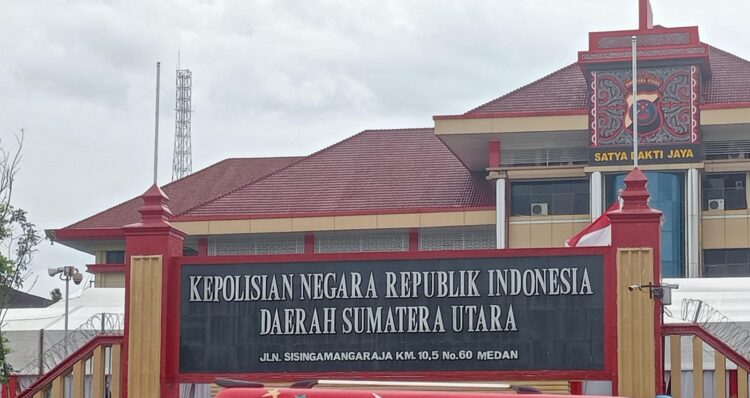 SATYA BAKTI JAYA
KEPOLISIAN NEGARA REPUBLIK INDONESIA
DAERAH SUMATERA UTARA
JLN. SISINGAMANGARAJA KM. 10,5 No. 60 MEDAN